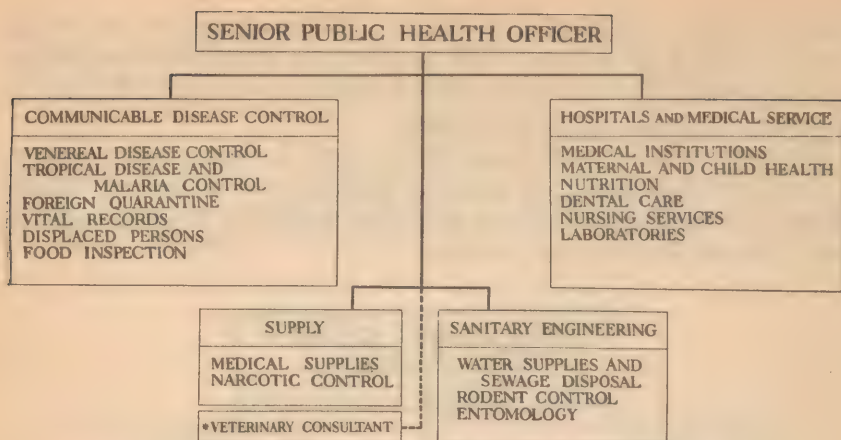 SENIOR PUBLIC HEALTH OFFICER
COMMUNICABLE DISEASE CONTROL
VENEREAL DISEASE CONTROL
TROPICAL DISEASE AND
MALARIA CONTROL
FOREIGN QUARANTINE
VITAL RECORDS
DISPLACED PERSONS
FOOD INSPECTION
HOSPITALS AND MEDICAL SERVICE
MEDICAL INSTITUTIONS
MATERNAL AND CHILD HEALTH
NUTRITION
DENTAL CARE
NURSING SERVICES
LABORATORIES
SUPPLY
MEDICAL SUPPLIES
NARCOTIC CONTROL
•VETERINARY CONSULTANT
SANITARY ENGINEERING
WATER SUPPLIES AND
SEWAGE DISPOSAL
RODENT CONTROL
ENTOMOLOGY